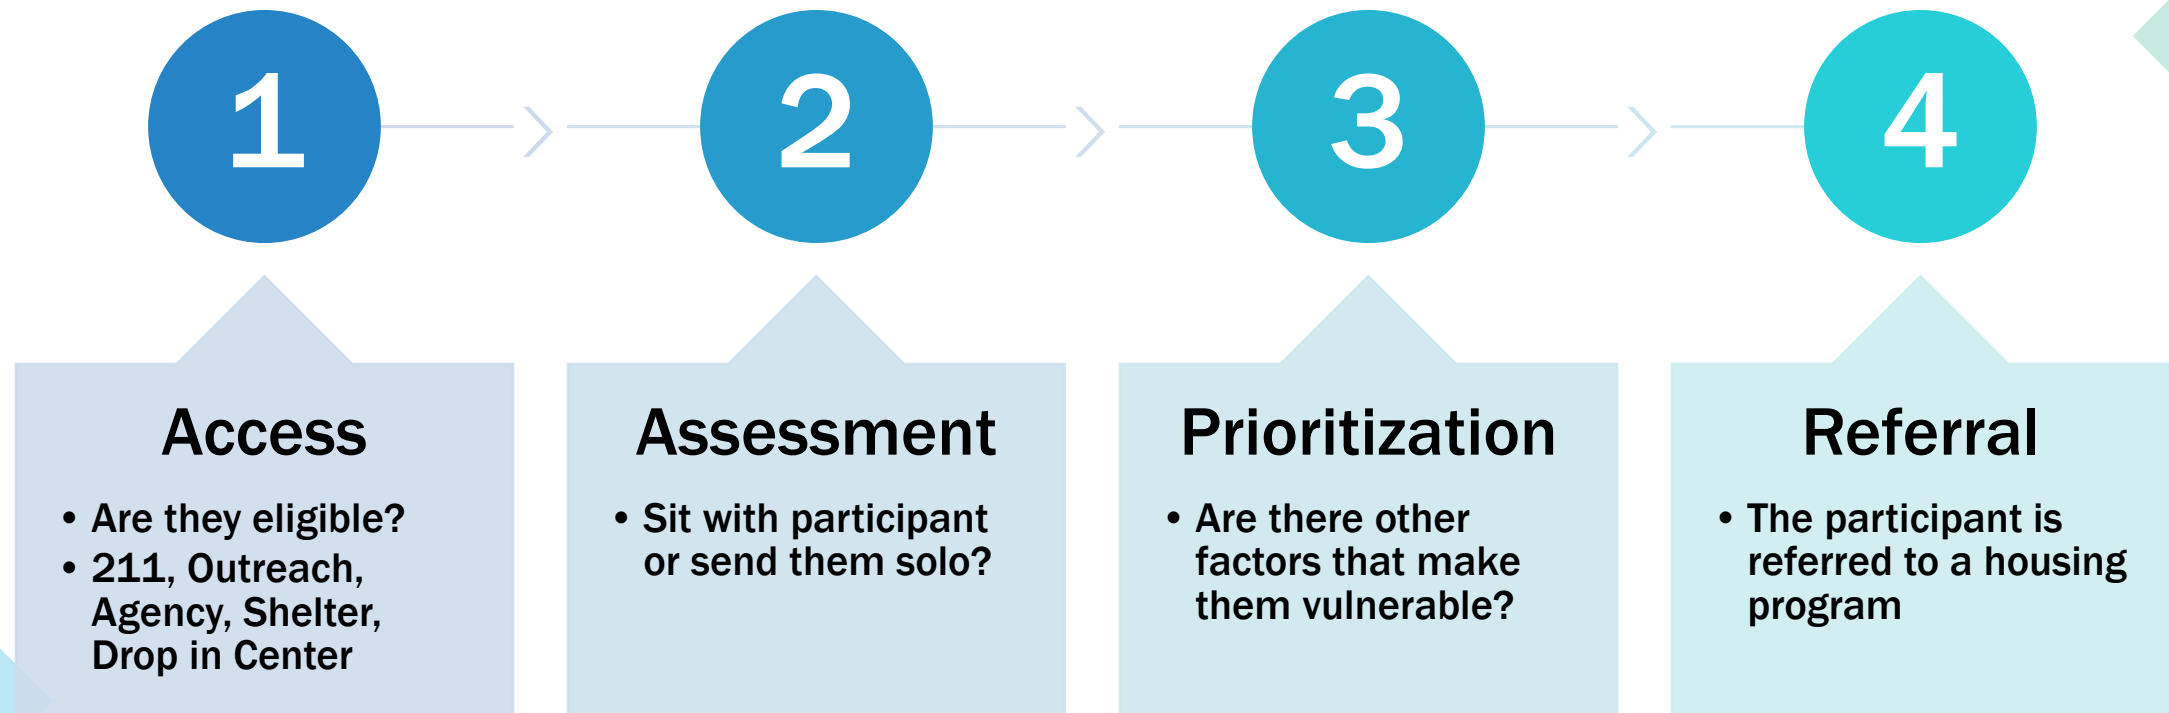 1
2
3
4
Access
• Are they eligible?
• 211, Outreach,
Agency, Shelter,
Drop in Center
Assessment
• Sit with participant
or send them solo?
Prioritization
• Are there other
factors that make
them vulnerable?
Referral
• The participant is
referred to a housing
program